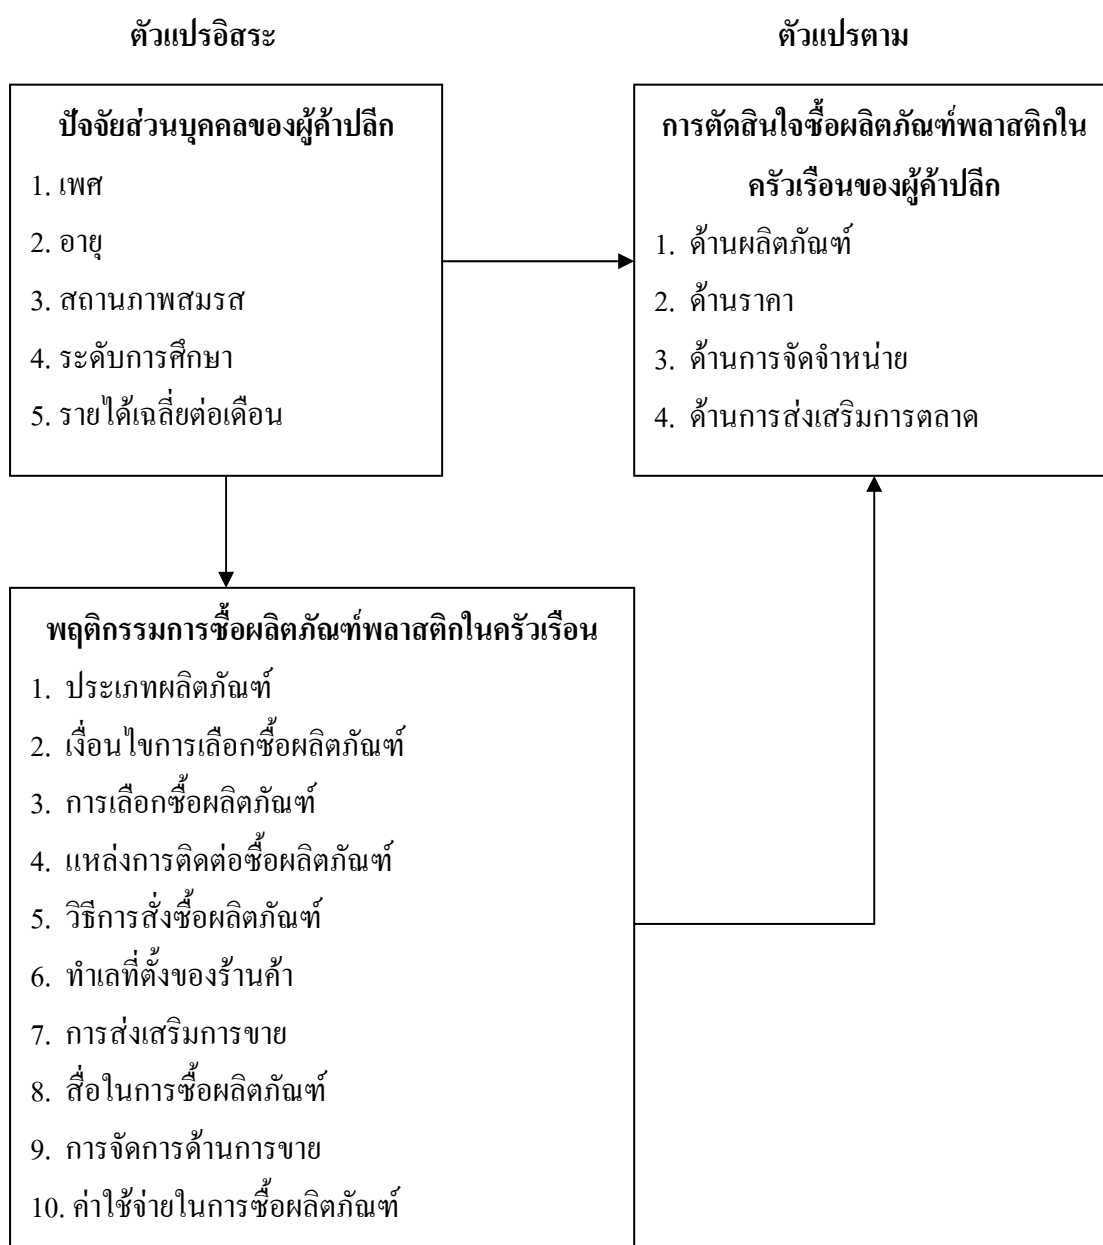 ตัวแปรอิสระ
ตัวแปรตาม
ปัจจัยส่วนบุคคลของผู้ค้าปลีก
1. เพศ
2. อายุ
3. สถานภาพสมรส
4. ระดับการศึกษา
5. รายได้เฉลี่ยต่อเดือน
การตัดสินใจซื้อผลิตภัณฑ์พลาสติกใน
ครัวเรือนของผู้ค้าปลีก
1. ด้านผลิตภัณฑ์
2. ด้านราคา
3. ด้านการจัดจำหน่าย
4. ด้านการส่งเสริมการตลาด
พฤติกรรมการซื้อผลิตภัณฑ์พลาสติกในครัวเรือน
1. ประเภทผลิตภัณฑ์
2. เงื่อนไขการเลือกซื้อผลิตภัณฑ์
3. การเลือกซื้อผลิตภัณฑ์
4. แหล่งการติดต่อซื้อผลิตภัณฑ์
5. วิธีการสั่งซื้อผลิตภัณฑ์
6. ทำเลที่ตั้งของร้านค้า
7. การส่งเสริมการขาย
8. สื่อในการซื้อผลิตภัณฑ์
9. การจัดการด้านการขาย
10. ค่าใช้จ่ายในการซื้อผลิตภัณฑ์